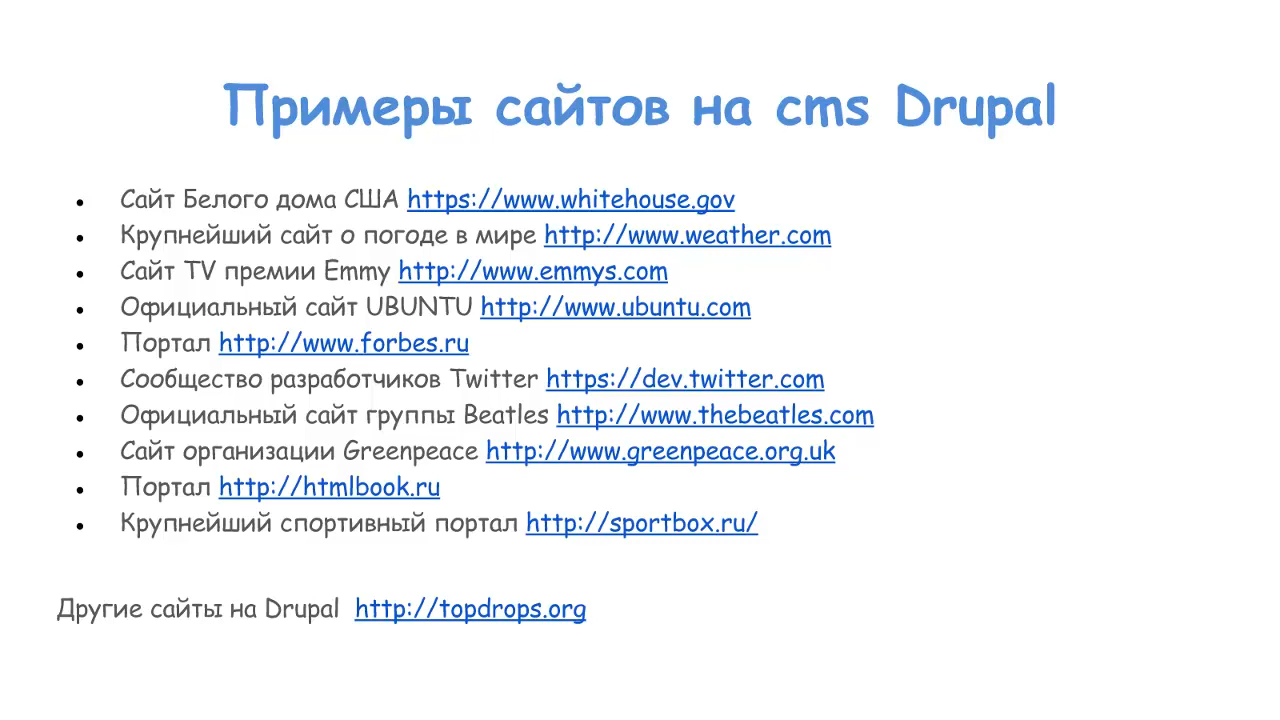 Примеры сайтов на cms Drupal
• Сайт Белого дома США https://www.whitehouse.gov
• Крупнейший сайт о погоде в мире http://www.weather.com
• Сайт TV премии Emmy http://www.emmys.com
• Официальный сайт UBUNTU http://www.ubuntu.com
• Портал http://www.forbes.ru
• Сообщество разработчиков Twitter https://dev.twitter.com
• Официальный сайт группы Beatles http://www.thebeatles.com
• Сайт организации Greenpeace http://www.greenpeace.org.uk
• Портал http://htmlbook.ru
• Крупнейший спортивный портал http://sportbox.ru/
Другие сайты на Drupal http://topdrops.org